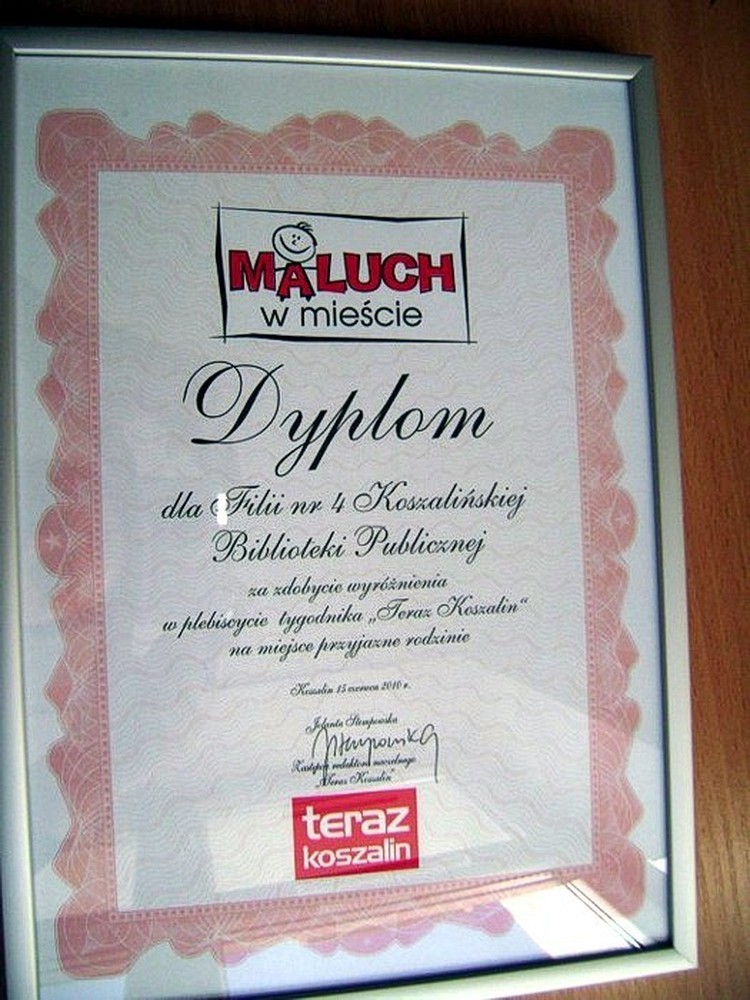 MALUCH
w mieście
Dyplom
dla Filii nr 4 Koszalińskiej
Biblioteki Publicznej
za zdobycie wyróżnienia
w plebiscycie tygodnika „Teraz Koszalin”
na miejsce przyjazne rodzinie
Koszalin 15 czerwca 2010 r.
Jolanta Stempowska
Zastępca redaktora naczelnego
„Teraz Koszalin”
teraz
koszalin